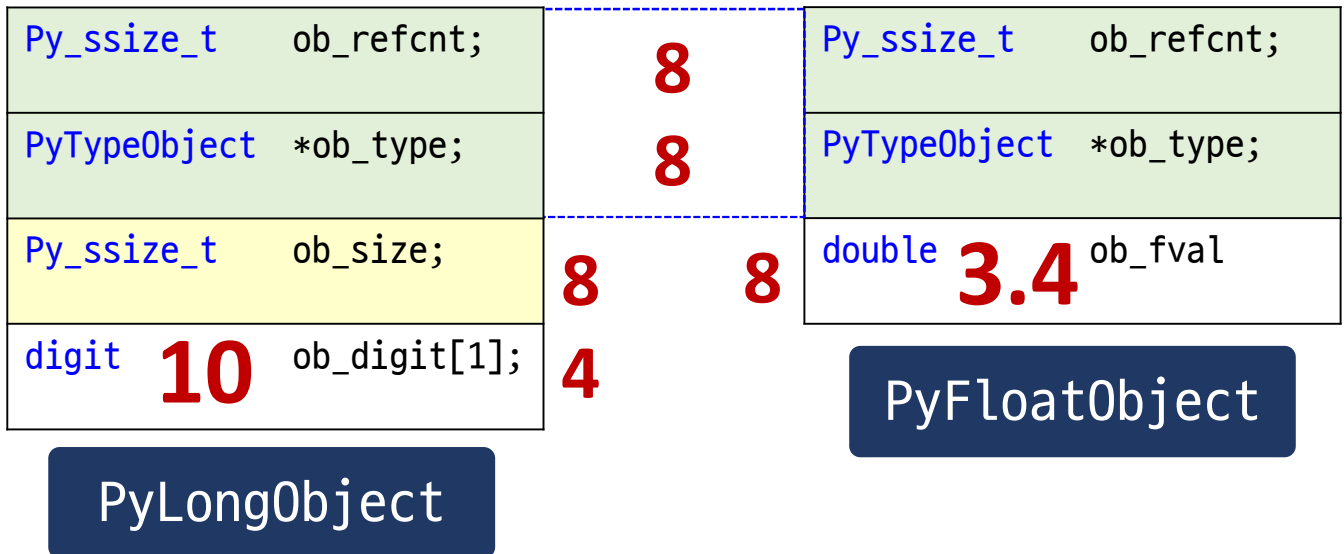 Py_ssize_t ob_refcnt;
PyTypeObject *ob_type;
Py_ssize_t ob_size;
digit 10 ob_digit[1];
PyLongObject
8
8
8
4
8
Py_ssize_t ob_refcnt;
PyTypeObject *ob_type;
double 3.4 ob_fval
PyFloatObject